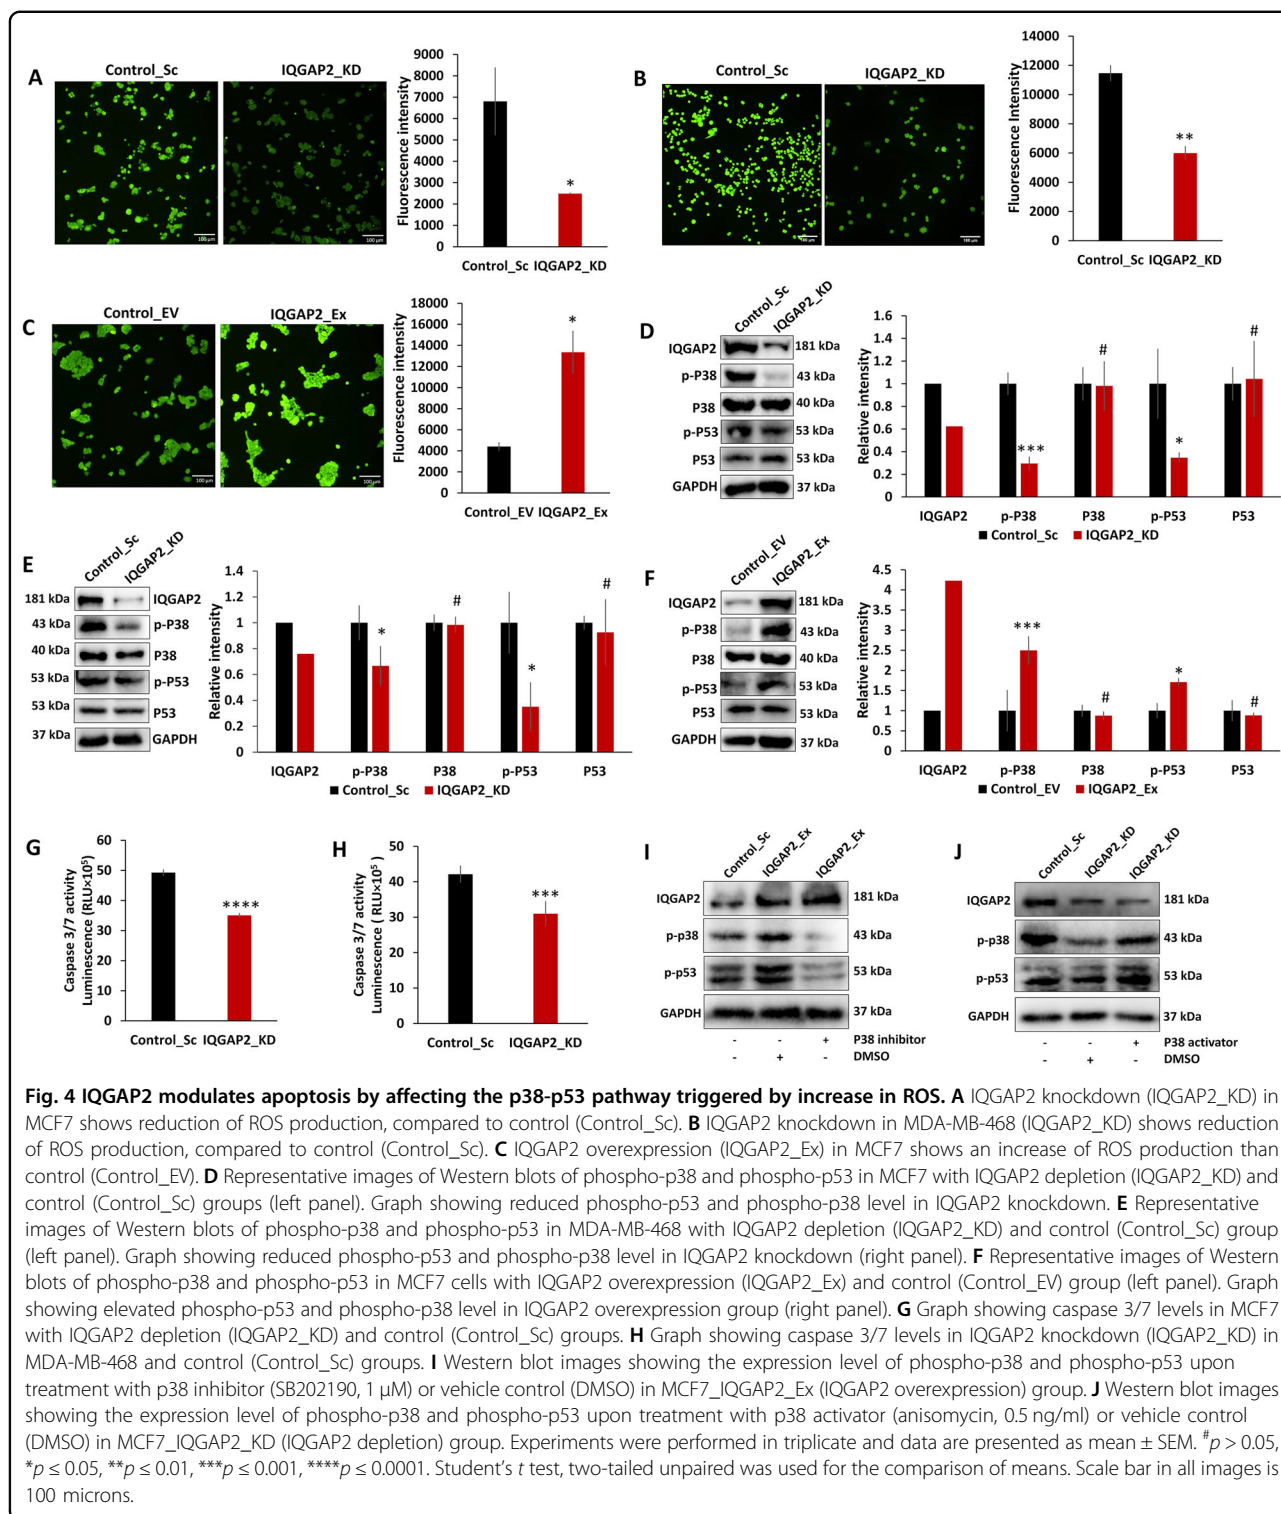 A
Control_Sc
IQGAP2_KD
100 µm
100 µm
Fluorescence intensity
9000
8000
7000
6000
5000
4000
3000
2000
1000
0
*
Control_Sc IQGAP2_KD
B
Control_Sc
IQGAP2_KD
100 µm
100 µm
Fluorescence Intensity
14000
12000
10000
8000
6000
4000
2000
0
**
Control_Sc IQGAP2_KD
C
Control_EV
IQGAP2_Ex
100 µm
100 µm
Fluorescence intensity
18000
16000
14000
12000
10000
8000
6000
4000
2000
0
*
Control_EV IQGAP2_Ex
D
Control_Sc
IQGAP2_KD
IQGAP2 181 kDa
p-P38 43 kDa
P38 40 kDa
p-P53 53 kDa
P53 53 kDa
GAPDH 37 kDa
Relative intensity
1.6
1.4
1.2
1
0.8
0.6
0.4
0.2
0
*** # * #
IQGAP2 p-P38 P38 p-P53 P53
Control_Sc IQGAP2_KD
E
Control_Sc
IQGAP2_KD
181 kDa IQGAP2
43 kDa p-P38
40 kDa P38
53 kDa p-P53
53 kDa P53
37 kDa GAPDH
Relative intensity
1.4
1.2
1
0.8
0.6
0.4
0.2
0
* # * #
IQGAP2 p-P38 P38 p-P53 P53
Control_Sc IQGAP2_KD
F
Control_EV
IQGAP2_Ex
IQGAP2 181 kDa
p-P38 43 kDa
P38 40 kDa
p-P53 53 kDa
P53 53 kDa
GAPDH 37 kDa
Relative intensity
4.5
4
3.5
3
2.5
2
1.5
1
0.5
0
*** # * #
IQGAP2 p-P38 P38 p-P53 P53
Control_EV IQGAP2_Ex
G
Caspase 3/7 activity
Luminescence (RLU×10⁵)
60
50
40
30
20
10
0
****
Control_Sc IQGAP2_KD
H
Caspase 3/7 activity
Luminescence ( RLU×10⁵)
50
40
30
20
10
0
***
Control_Sc IQGAP2_KD
I
Control_Sc
IQGAP2_Ex
IQGAP2_Ex
IQGAP2 181 kDa
p-p38 43 kDa
p-p53 53 kDa
GAPDH 37 kDa
- - + P38 inhibitor
- + - DMSO
J
Control_Sc
IQGAP2_KD
IQGAP2_KD
IQGAP2 181 kDa
p-p38 43 kDa
p-p53 53 kDa
GAPDH 37 kDa
- - + P38 activator
- + - DMSO
Fig. 4 IQGAP2 modulates apoptosis by affecting the p38-p53 pathway triggered by increase in ROS. A IQGAP2 knockdown (IQGAP2_KD) in
MCF7 shows reduction of ROS production, compared to control (Control_Sc). B IQGAP2 knockdown in MDA-MB-468 (IQGAP2_KD) shows reduction
of ROS production, compared to control (Control_Sc). C IQGAP2 overexpression (IQGAP2_Ex) in MCF7 shows an increase of ROS production than
control (Control_EV). D Representative images of Western blots of phospho-p38 and phospho-p53 in MCF7 with IQGAP2 depletion (IQGAP2_KD) and
control (Control_Sc) groups (left panel). Graph showing reduced phospho-p53 and phospho-p38 level in IQGAP2 knockdown. E Representative
images of Western blots of phospho-p38 and phospho-p53 in MDA-MB-468 with IQGAP2 depletion (IQGAP2_KD) and control (Control_Sc) group
(left panel). Graph showing reduced phospho-p53 and phospho-p38 level in IQGAP2 knockdown (right panel). F Representative images of Western
blots of phospho-p38 and phospho-p53 in MCF7 cells with IQGAP2 overexpression (IQGAP2_Ex) and control (Control_EV) group (left panel). Graph
showing elevated phospho-p53 and phospho-p38 level in IQGAP2 overexpression group (right panel). G Graph showing caspase 3/7 levels in MCF7
with IQGAP2 depletion (IQGAP2_KD) and control (Control_Sc) groups. H Graph showing caspase 3/7 levels in IQGAP2 knockdown (IQGAP2_KD) in
MDA-MB-468 and control (Control_Sc) groups. I Western blot images showing the expression level of phospho-p38 and phospho-p53 upon
treatment with p38 inhibitor (SB202190, 1 µM) or vehicle control (DMSO) in MCF7_IQGAP2_Ex (IQGAP2 overexpression) group. J Western blot images
showing the expression level of phospho-p38 and phospho-p53 upon treatment with p38 activator (anisomycin, 0.5 ng/ml) or vehicle control
(DMSO) in MCF7_IQGAP2_KD (IQGAP2 depletion) group. Experiments were performed in triplicate and data are presented as mean ± SEM. #p > 0.05,
*p ≤ 0.05, **p ≤ 0.01, ***p ≤ 0.001, ****p ≤ 0.0001. Student's t test, two-tailed unpaired was used for the comparison of means. Scale bar in all images is
100 microns.